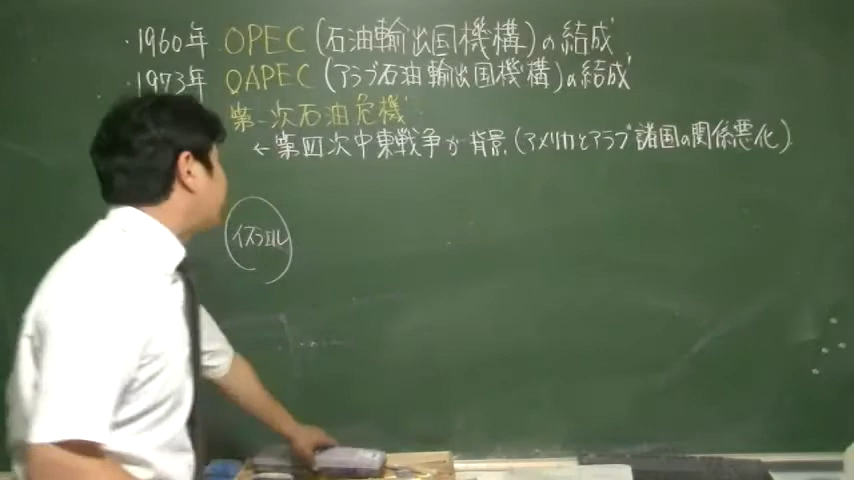 ・1960年 OPEC(石油輸出国機構)の結成
・1973年 OAPEC(アラブ石油輸出国機構)の結成
第一次石油危機
←第四次中東戦争が背景(アメリカとアラブ諸国の関係悪化)
イスラエル